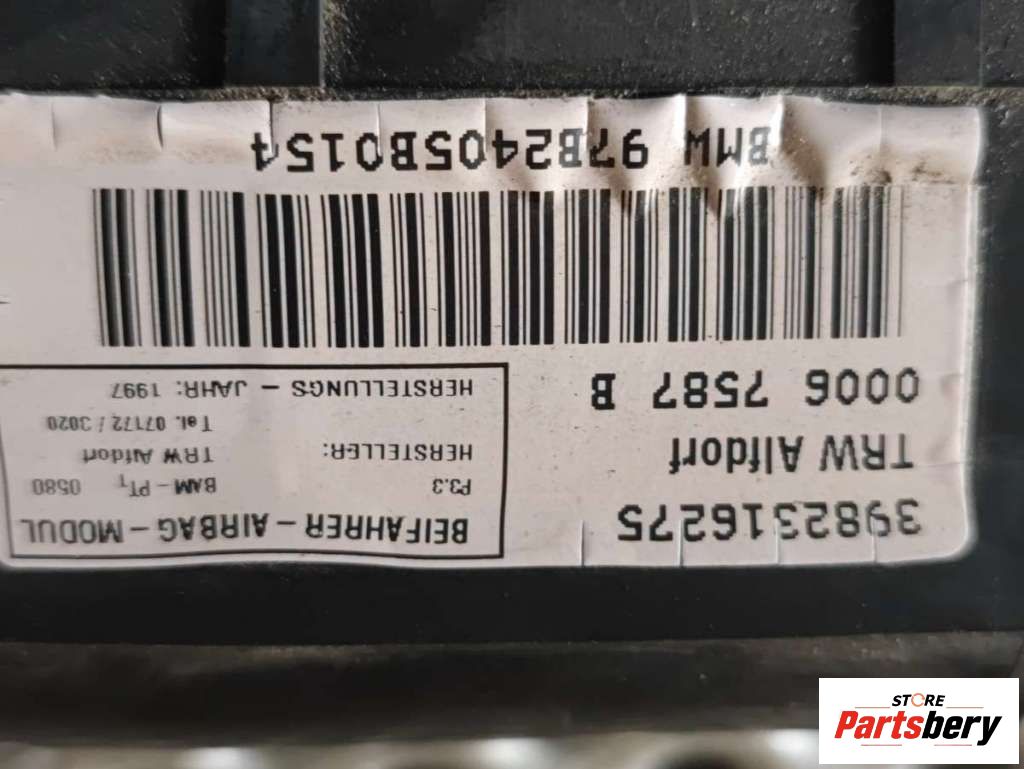 3982316275
TRW Alfdorf
0006 7587 B
BMW 97B2405B0154
BEIFAHRER - AIRBAG - MODUL
P3.3 BAM - PT1 0580
HERSTELLER: TRW Alfdorf
Tel. 07172 / 3020
HERSTELLUNGS - JAHR: 1997
STORE
Partsbery